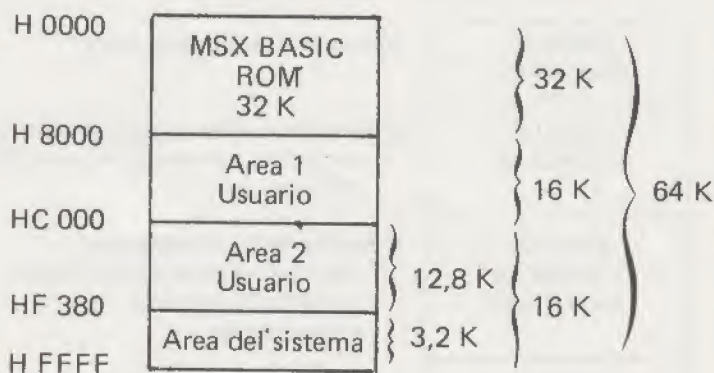 H 0000
MSX BASIC
ROM
32 K
32 K
H 8000
Area 1
Usuario
16 K
64 K
HC 000
Area 2
Usuario
12,8 K
16 K
HF 380
Area del sistema
3,2 K
H FFFF